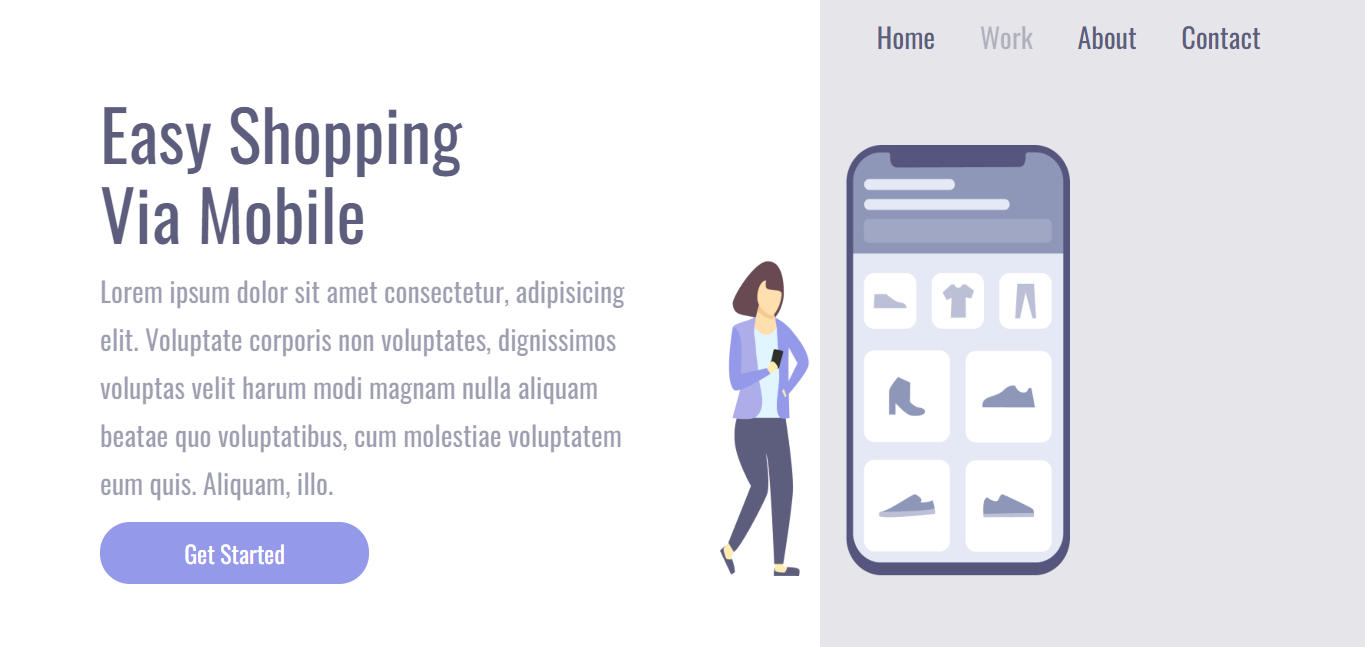 Home Work About Contact
Easy Shopping
Via Mobile
Lorem ipsum dolor sit amet consectetur, adipisicing
elit. Voluptate corporis non voluptates, dignissimos
voluptas velit harum modi magnam nulla aliquam
beatae quo voluptatibus, cum molestiae voluptatem
eum quis. Aliquam, illo.
Get Started